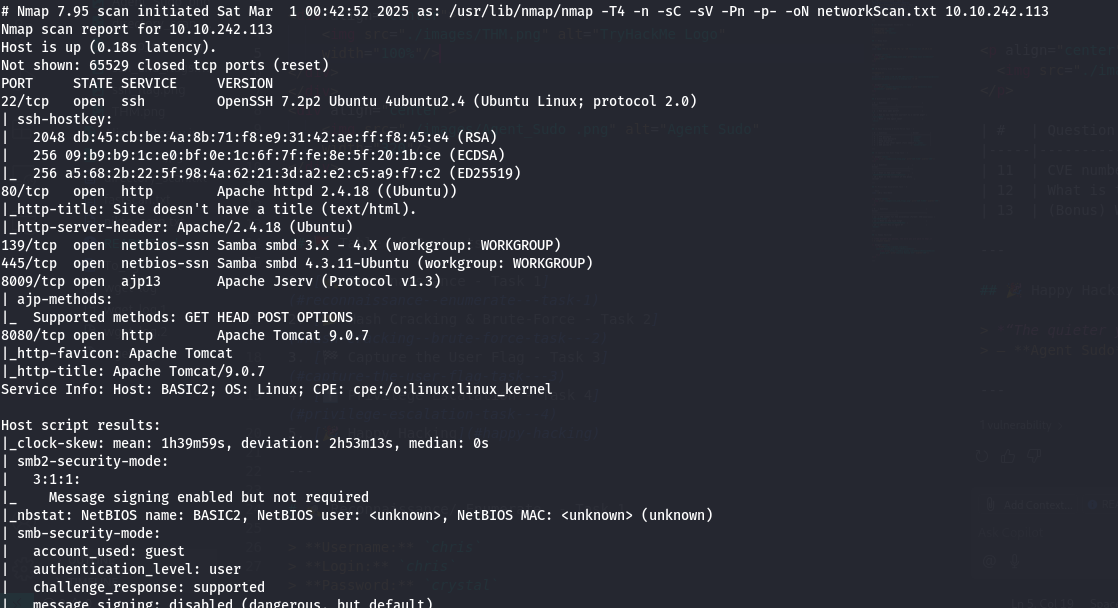 # Nmap 7.95 scan initiated Sat Mar  1 00:42:52 2025 as: /usr/lib/nmap/nmap -T4 -n -sC -sV -Pn -p- -oN networkScan.txt 10.10.242.113
Nmap scan report for 10.10.242.113
Host is up (0.18s latency).
Not shown: 65529 closed tcp ports (reset)
PORT     STATE SERVICE     VERSION
22/tcp   open  ssh         OpenSSH 7.2p2 Ubuntu 4ubuntu2.4 (Ubuntu Linux; protocol 2.0)
| ssh-hostkey:
|   2048 db:45:cb:be:4a:8b:71:f8:e9:31:42:ae:ff:f8:45:e4 (RSA)
|   256 09:b9:b9:1c:e0:bf:0e:1c:6f:7f:fe:8e:5f:20:1b:ce (ECDSA)
|_  256 a5:68:2b:22:5f:98:4a:62:21:3d:a2:e2:c5:a9:f7:c2 (ED25519)
80/tcp   open  http        Apache httpd 2.4.18 ((Ubuntu))
|_http-title: Site doesn't have a title (text/html).
|_http-server-header: Apache/2.4.18 (Ubuntu)
139/tcp  open  netbios-ssn Samba smbd 3.X - 4.X (workgroup: WORKGROUP)
445/tcp  open  netbios-ssn Samba smbd 4.3.11-Ubuntu (workgroup: WORKGROUP)
8009/tcp open  ajp13       Apache Jserv (Protocol v1.3)
| ajp-methods:
|_  Supported methods: GET HEAD POST OPTIONS
8080/tcp open  http        Apache Tomcat 9.0.7
|_http-favicon: Apache Tomcat
|_http-title: Apache Tomcat/9.0.7
Service Info: Host: BASIC2; OS: Linux; CPE: cpe:/o:linux:linux_kernel

Host script results:
|_clock-skew: mean: 1h39m59s, deviation: 2h53m13s, median: 0s
| smb2-security-mode:
|   3:1:1:
|_    Message signing enabled but not required
|_nbstat: NetBIOS name: BASIC2, NetBIOS user: <unknown>, NetBIOS MAC: <unknown> (unknown)
| smb-security-mode:
|   account_used: guest
|   authentication_level: user
|   challenge_response: supported
|   message_signing: disabled (dangerous, but default)